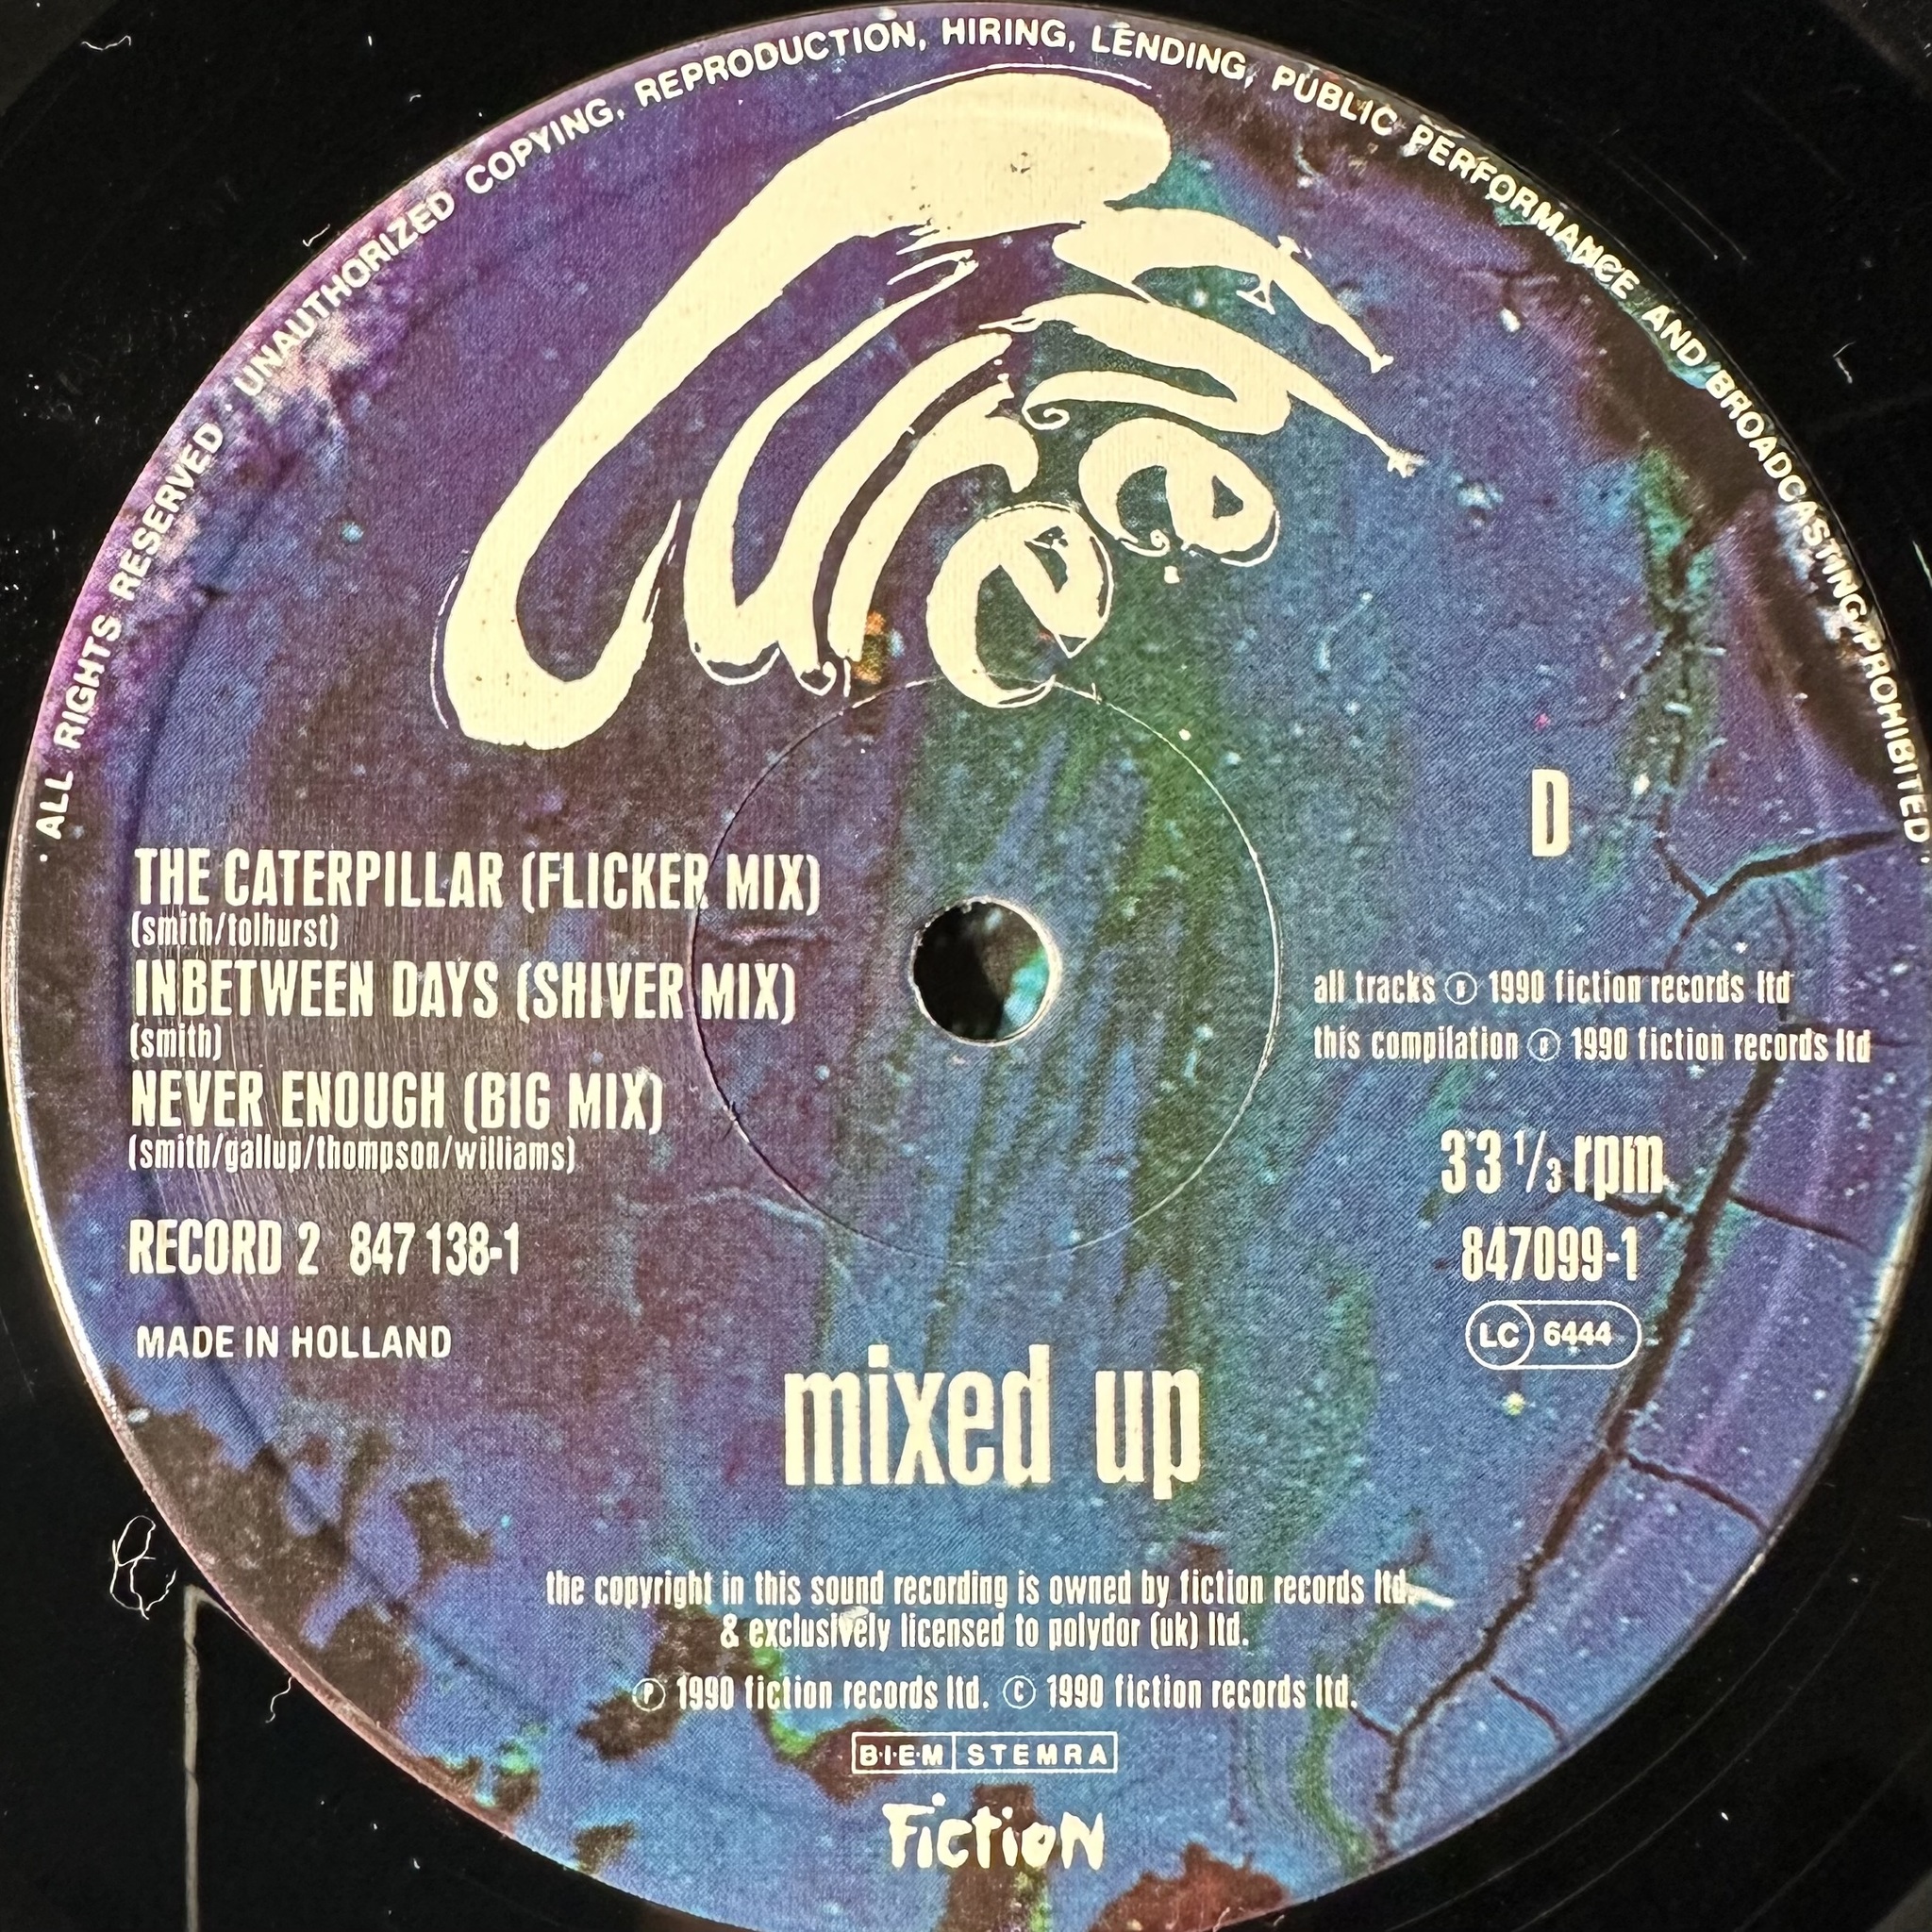 · ALL RIGHTS RESERVED · UNAUTHORIZED COPYING, REPRODUCTION, HIRING, LENDING, PUBLIC PERFORMANCE AND BROADCASTING PROHIBITED ·
the Cure
D
THE CATERPILLAR (FLICKER MIX)
(smith/tolhurst)
INBETWEEN DAYS (SHIVER MIX)
(smith)
NEVER ENOUGH (BIG MIX)
(smith/gallup/thompson/williams)
RECORD 2 847 138-1
MADE IN HOLLAND
all tracks ℗ 1990 fiction records ltd
this compilation ℗ 1990 fiction records ltd
33 1/3 rpm
847099-1
LC 6444
mixed up
the copyright in this sound recording is owned by fiction records ltd.
& exclusively licensed to polydor (uk) ltd.
℗ 1990 fiction records ltd. © 1990 fiction records ltd.
B·I·E·M STEMRA
Fiction